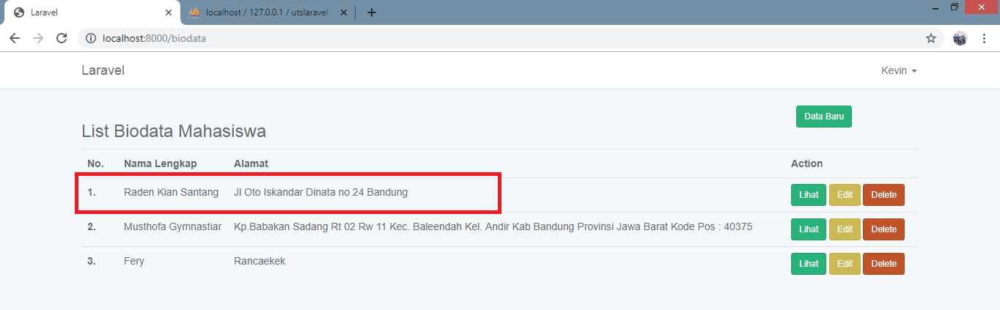 Laravel
localhost / 127.0.0.1 / utslaravel /
localhost:8000/biodata
Laravel
Kevin
Data Baru
List Biodata Mahasiswa
No. Nama Lengkap Alamat Action
1. Raden Kian Santang Jl Oto Iskandar Dinata no 24 Bandung Lihat Edit Delete
2. Musthofa Gymnastiar Kp.Babakan Sadang Rt 02 Rw 11 Kec. Baleendah Kel. Andir Kab Bandung Provinsi Jawa Barat Kode Pos : 40375 Lihat Edit Delete
3. Fery Rancaekek Lihat Edit Delete